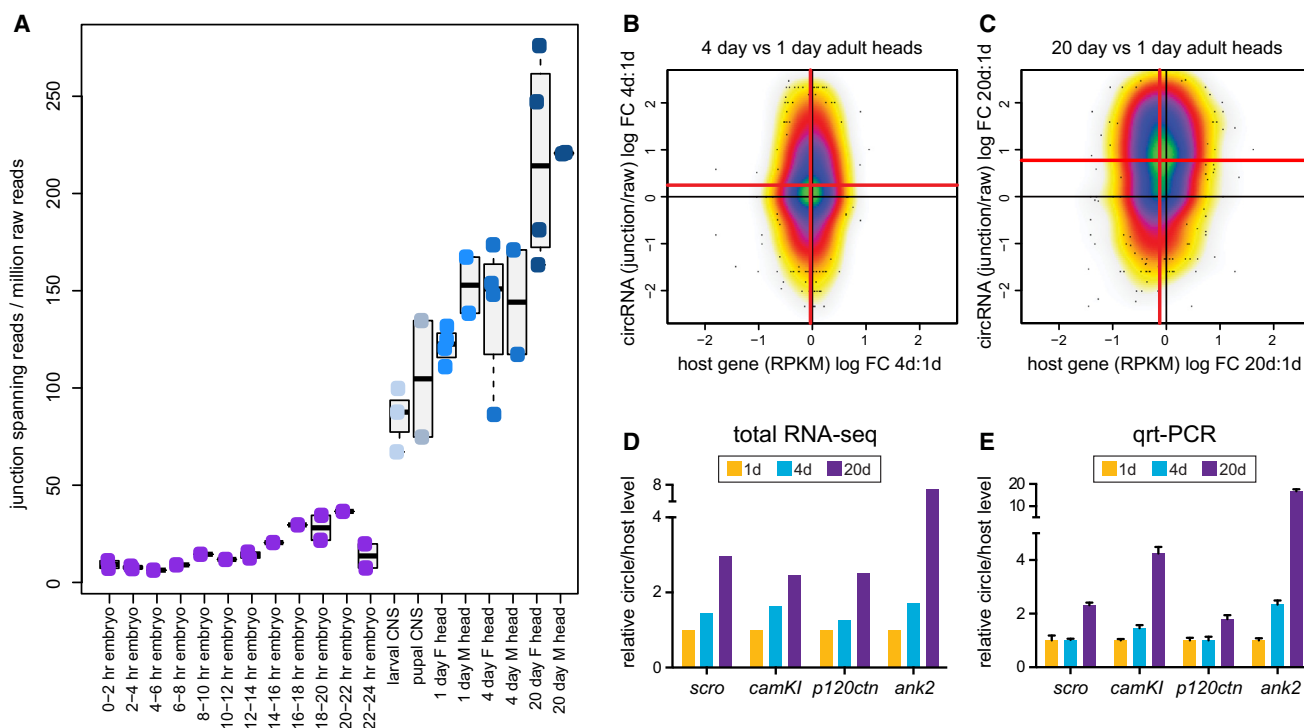 A
junction spanning reads / million raw reads
250
200
150
100
50
0
0−2 hr embryo
2−4 hr embryo
4−6 hr embryo
6−8 hr embryo
8−10 hr embryo
10−12 hr embryo
12−14 hr embryo
14−16 hr embryo
16−18 hr embryo
18−20 hr embryo
20−22 hr embryo
22−24 hr embryo
larval CNS
pupal CNS
1 day F head
1 day M head
4 day F head
4 day M head
20 day F head
20 day M head
B
4 day vs 1 day adult heads
circRNA (junction/raw) log FC 4d:1d
2
1
0
−1
−2
−2 −1 0 1 2
host gene (RPKM) log FC 4d:1d
C
20 day vs 1 day adult heads
circRNA (junction/raw) log FC 20d:1d
2
1
0
−1
−2
−2 −1 0 1 2
host gene (RPKM) log FC 20d:1d
D
total RNA-seq
1d 4d 20d
relative circle/host level
8
4
2
0
scro camKI p120ctn ank2
E
qrt-PCR
1d 4d 20d
relative circle/host level
20
10
4
2
0
scro camKI p120ctn ank2